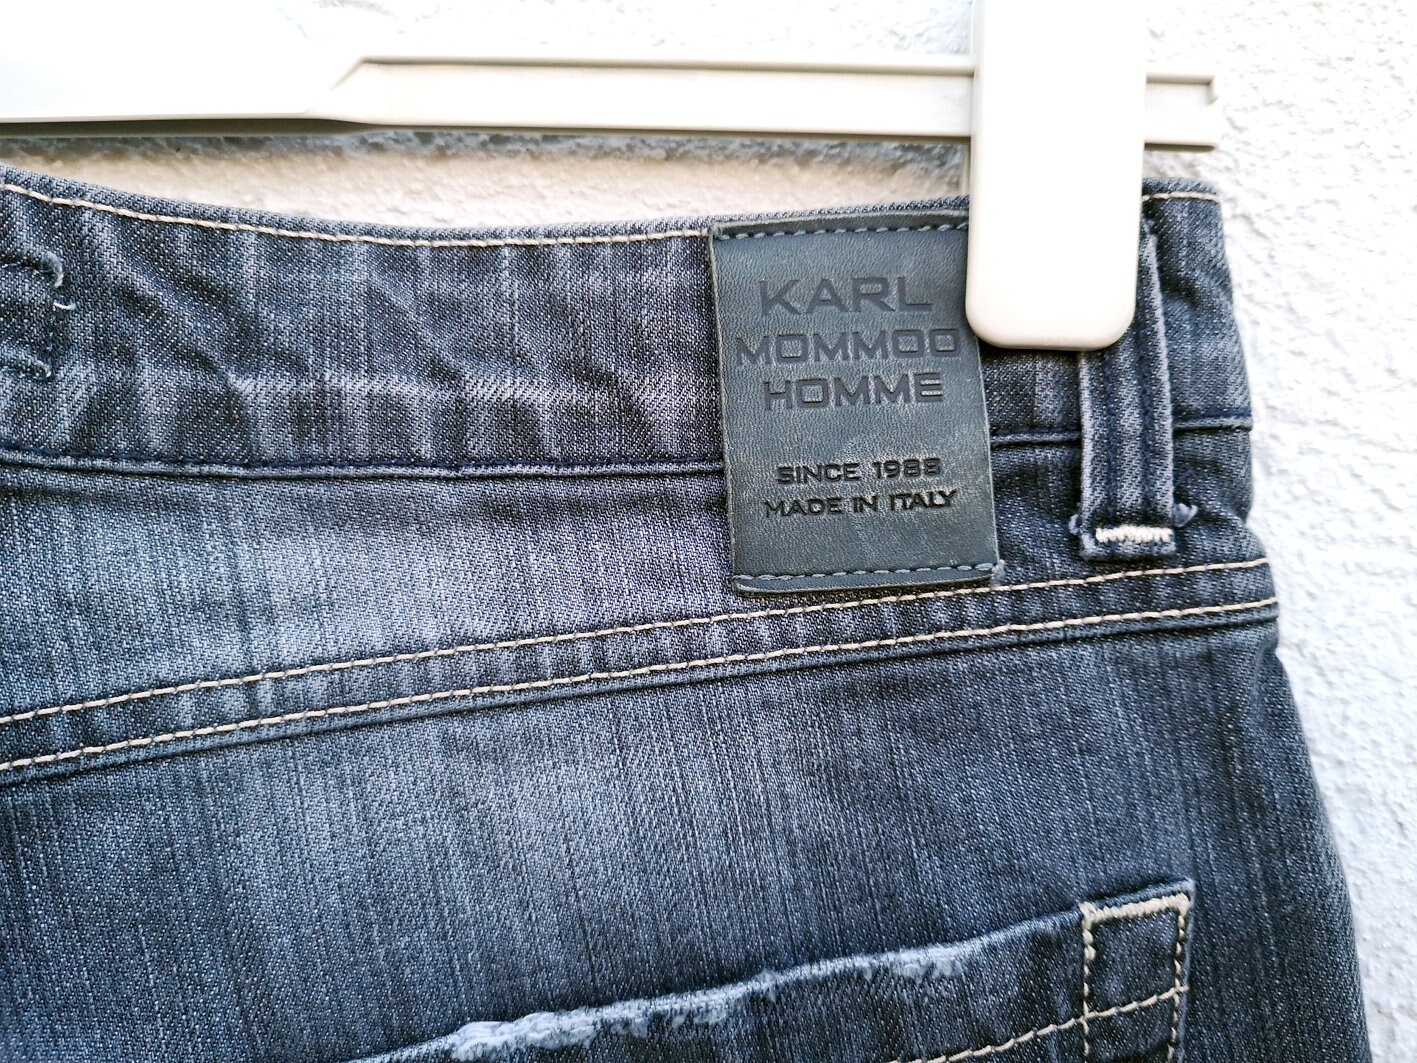 KARL
MOMMOO
HOMME
SINCE 1988
MADE IN ITALY